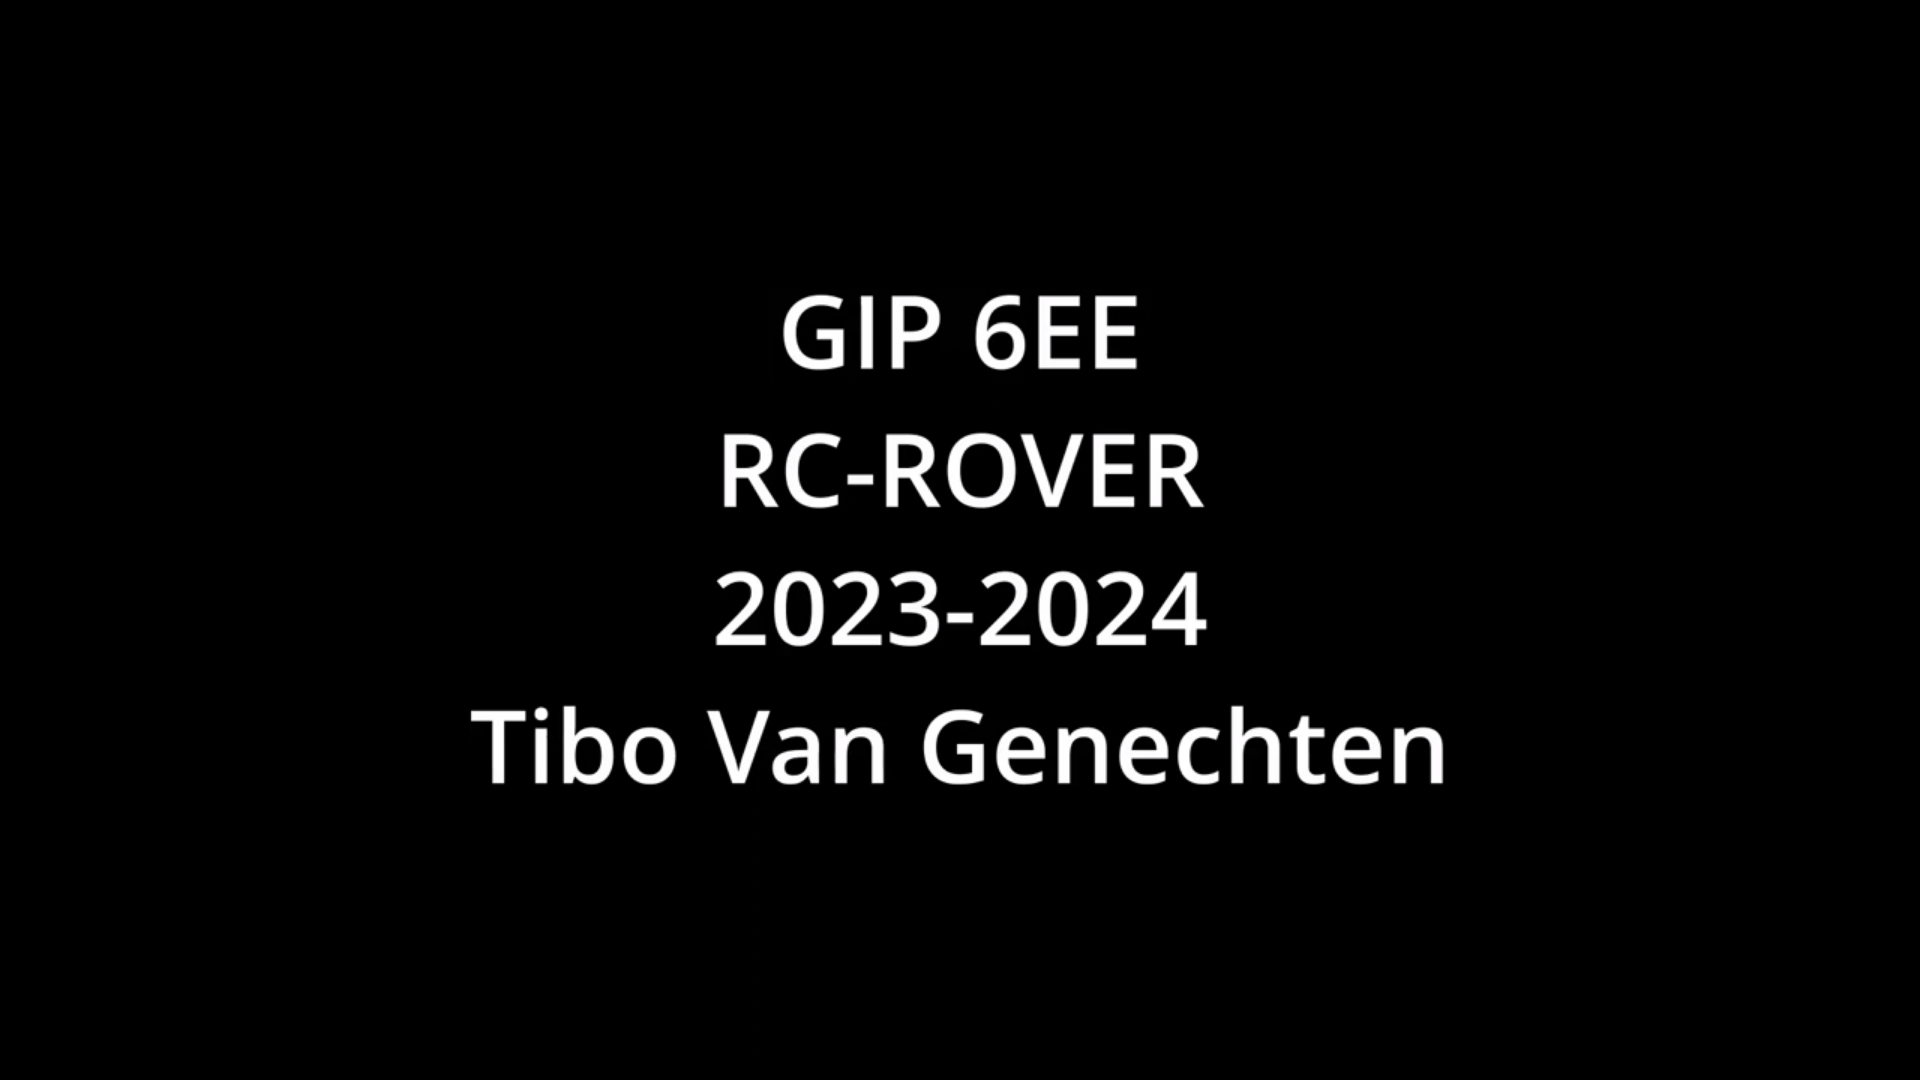 GIP 6EE
RC-ROVER
2023-2024
Tibo Van Genechten